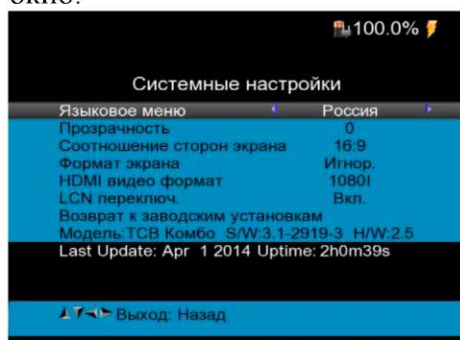 окно:
100.0%
Системные настройки
Языковое меню Россия
Прозрачность 0
Соотношение сторон экрана 16:9
Формат экрана Игнор.
HDMI видео формат 1080I
LCN переключ. Вкл.
Возврат к заводским установкам
Модель:ТСВ Комбо S/W:3.1-2919-3 H/W:2.5
Last Update: Apr 1 2014 Uptime: 2h0m39s
Выход: Назад